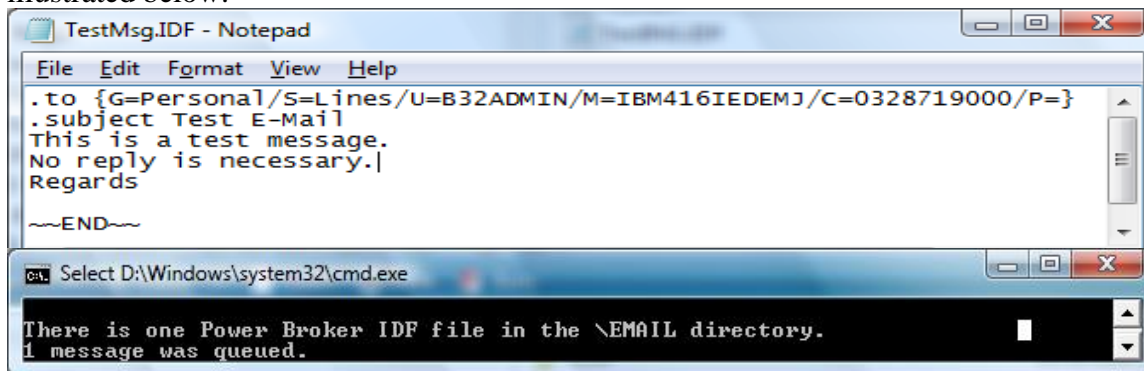 TestMsg.IDF - Notepad
File Edit Format View Help
.to {G=Personal/S=Lines/U=B32ADMIN/M=IBM416IEDEMJ/C=0328719000/P=}
.subject Test E-Mail
This is a test message.
No reply is necessary.
Regards
~~END~~
Select D:\Windows\system32\cmd.exe
There is one Power Broker IDF file in the \EMAIL directory.
1 message was queued.